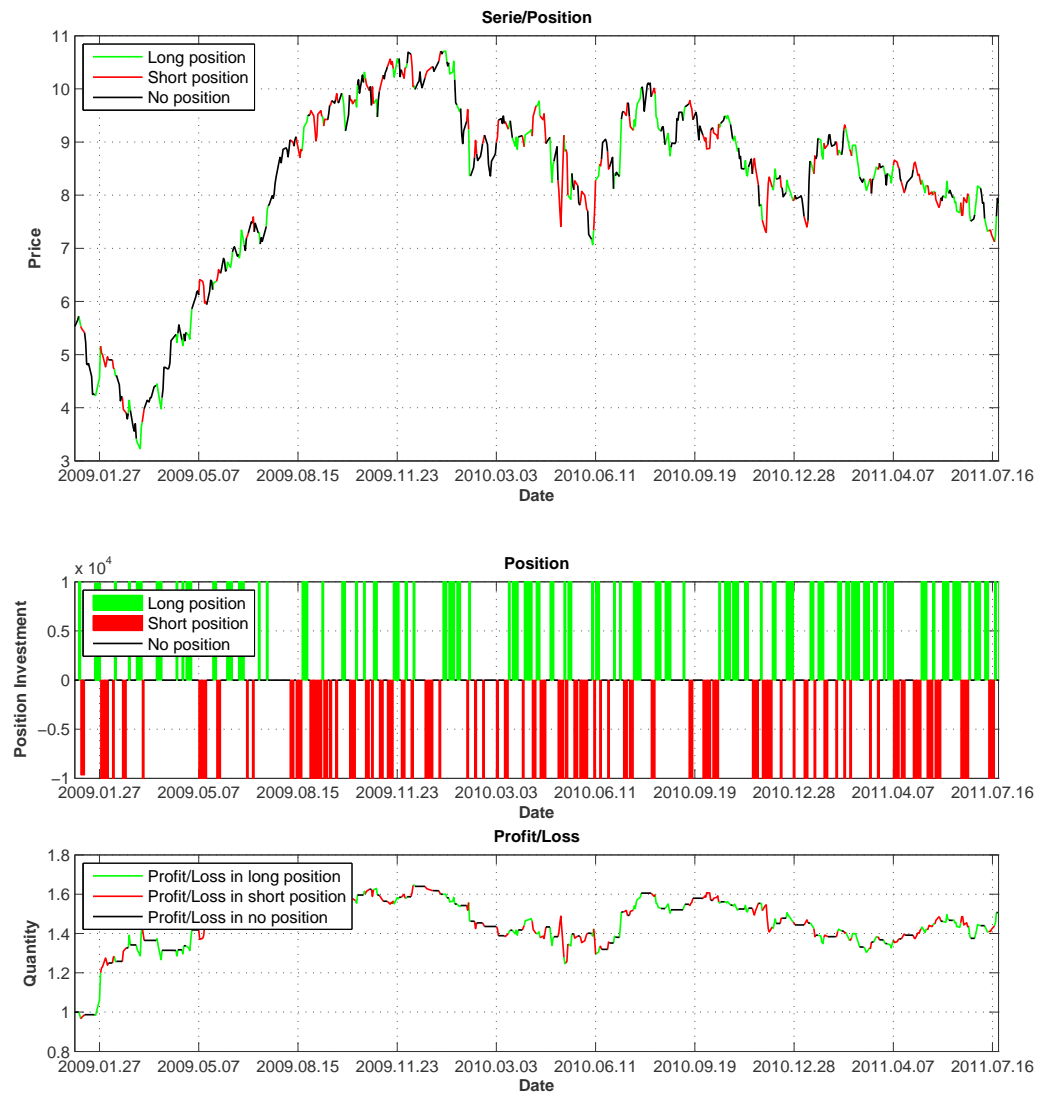 Serie/Position
11
10
9
8
7
6
5
4
3
Price
Long position
Short position
No position
2009.01.27 2009.05.07 2009.08.15 2009.11.23 2010.03.03 2010.06.11 2010.09.19 2010.12.28 2011.04.07 2011.07.16
Date
Position
x 10^4
1
0.5
0
−0.5
−1
Position Investment
Long position
Short position
No position
2009.01.27 2009.05.07 2009.08.15 2009.11.23 2010.03.03 2010.06.11 2010.09.19 2010.12.28 2011.04.07 2011.07.16
Date
Profit/Loss
1.8
1.6
1.4
1.2
1
0.8
Quantity
Profit/Loss in long position
Profit/Loss in short position
Profit/Loss in no position
2009.01.27 2009.05.07 2009.08.15 2009.11.23 2010.03.03 2010.06.11 2010.09.19 2010.12.28 2011.04.07 2011.07.16
Date